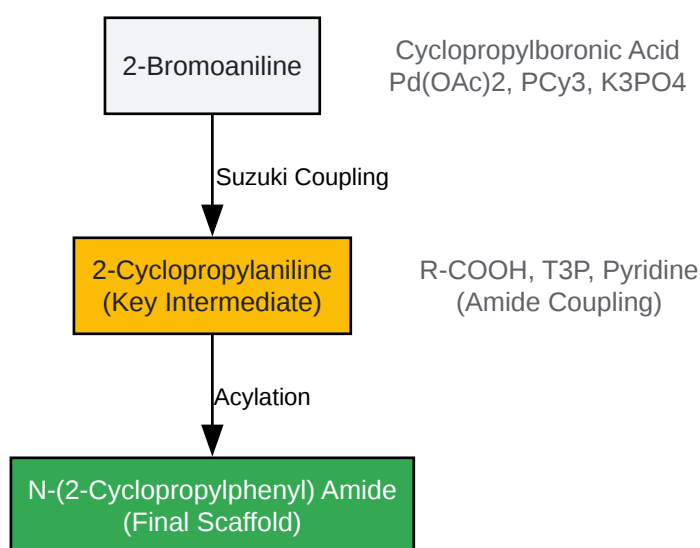 2-Bromoaniline
Cyclopropylboronic Acid
Pd(OAc)2, PCy3, K3PO4
Suzuki Coupling
2-Cyclopropylaniline
(Key Intermediate)
R-COOH, T3P, Pyridine
(Amide Coupling)
Acylation
N-(2-Cyclopropylphenyl) Amide
(Final Scaffold)